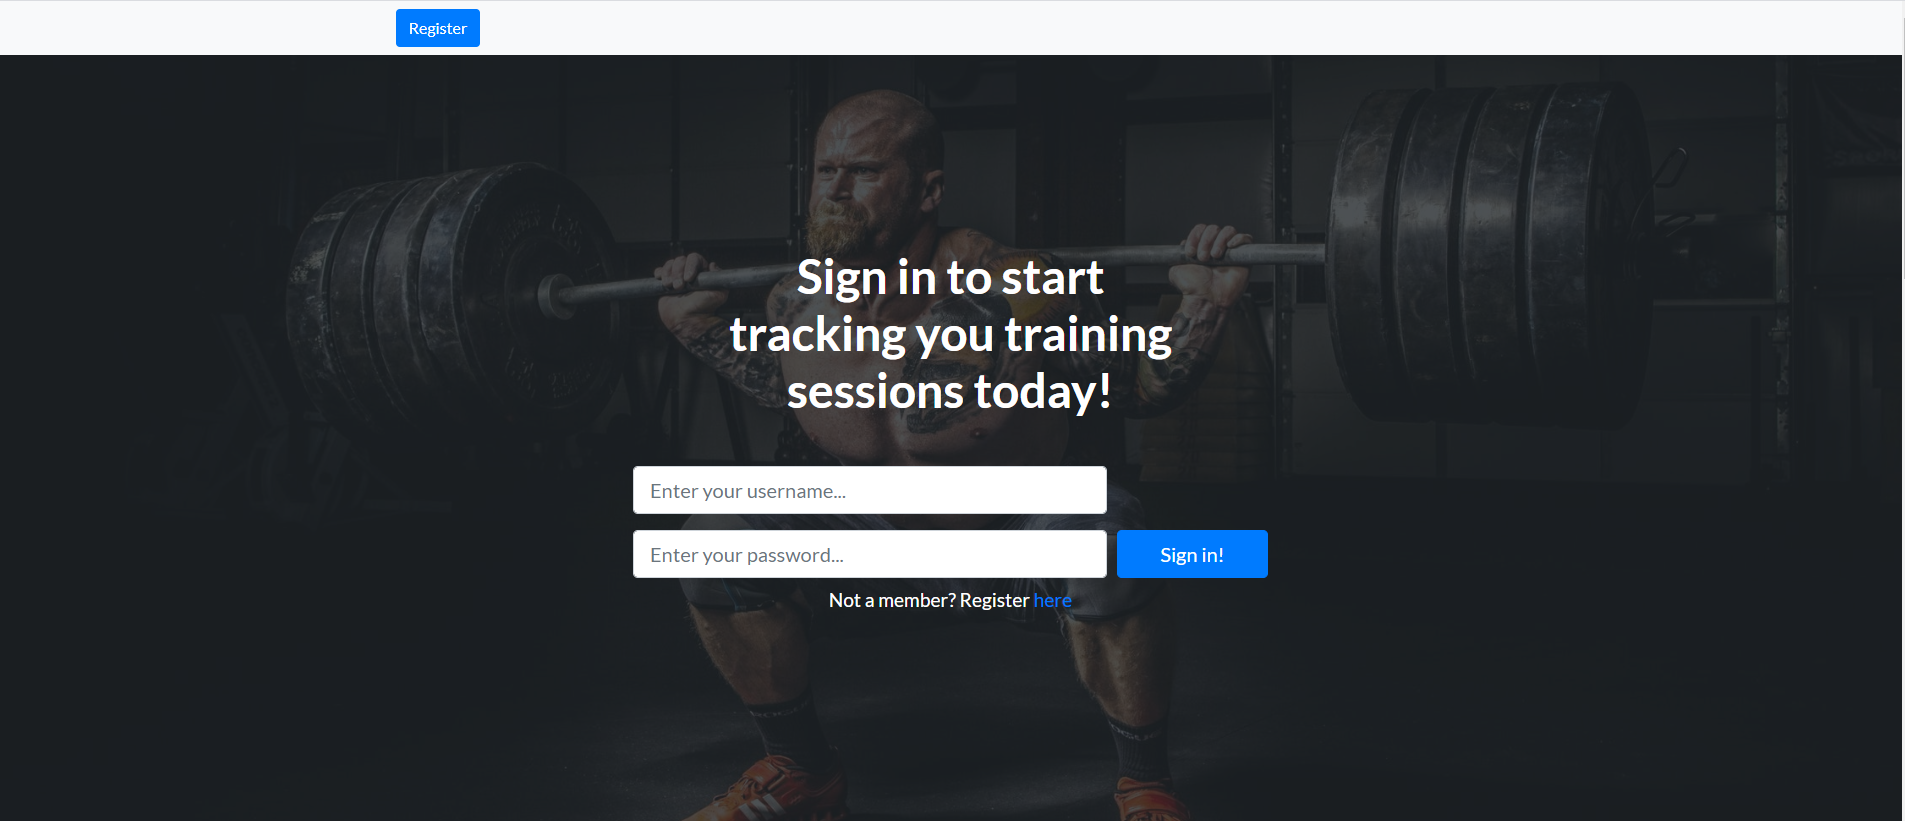 Register
Sign in to start
tracking you training
sessions today!
Enter your username...
Enter your password...
Sign in!
Not a member? Register here